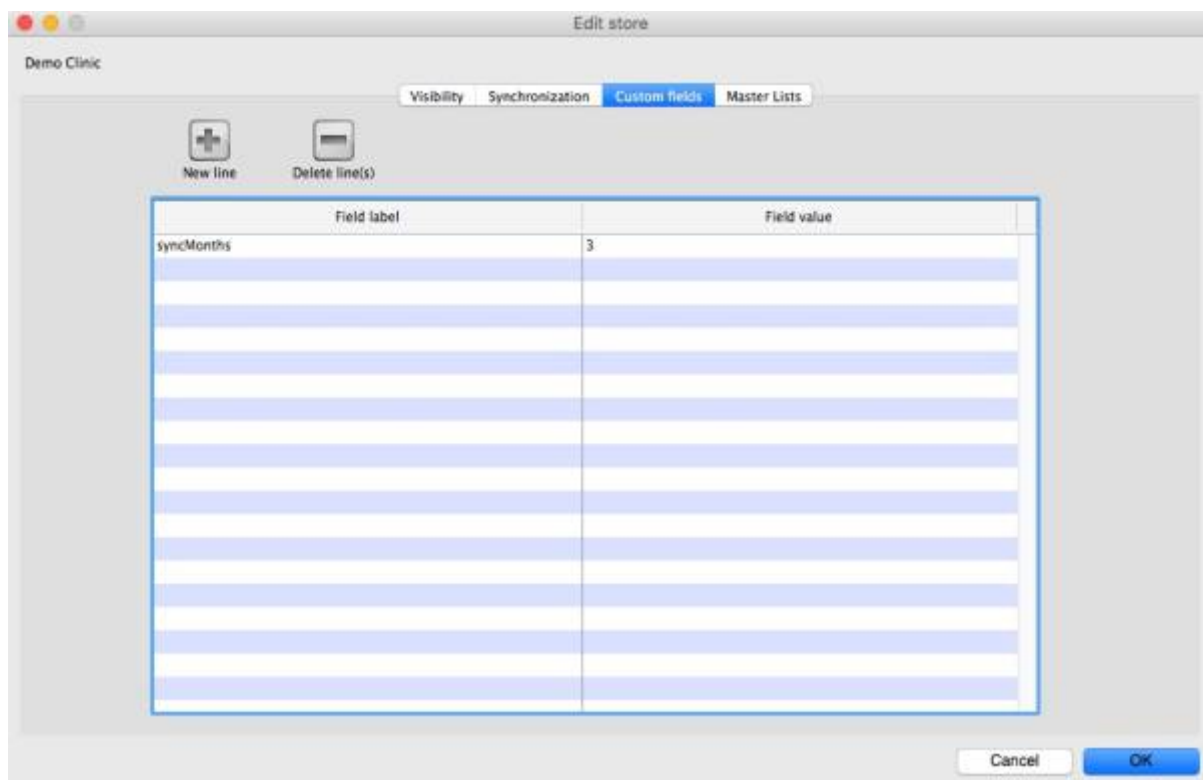 Edit store
Demo Clinic
Visibility Synchronization Custom fields Master Lists
New line Delete line(s)
Field label Field value
syncMonths 3
Cancel OK